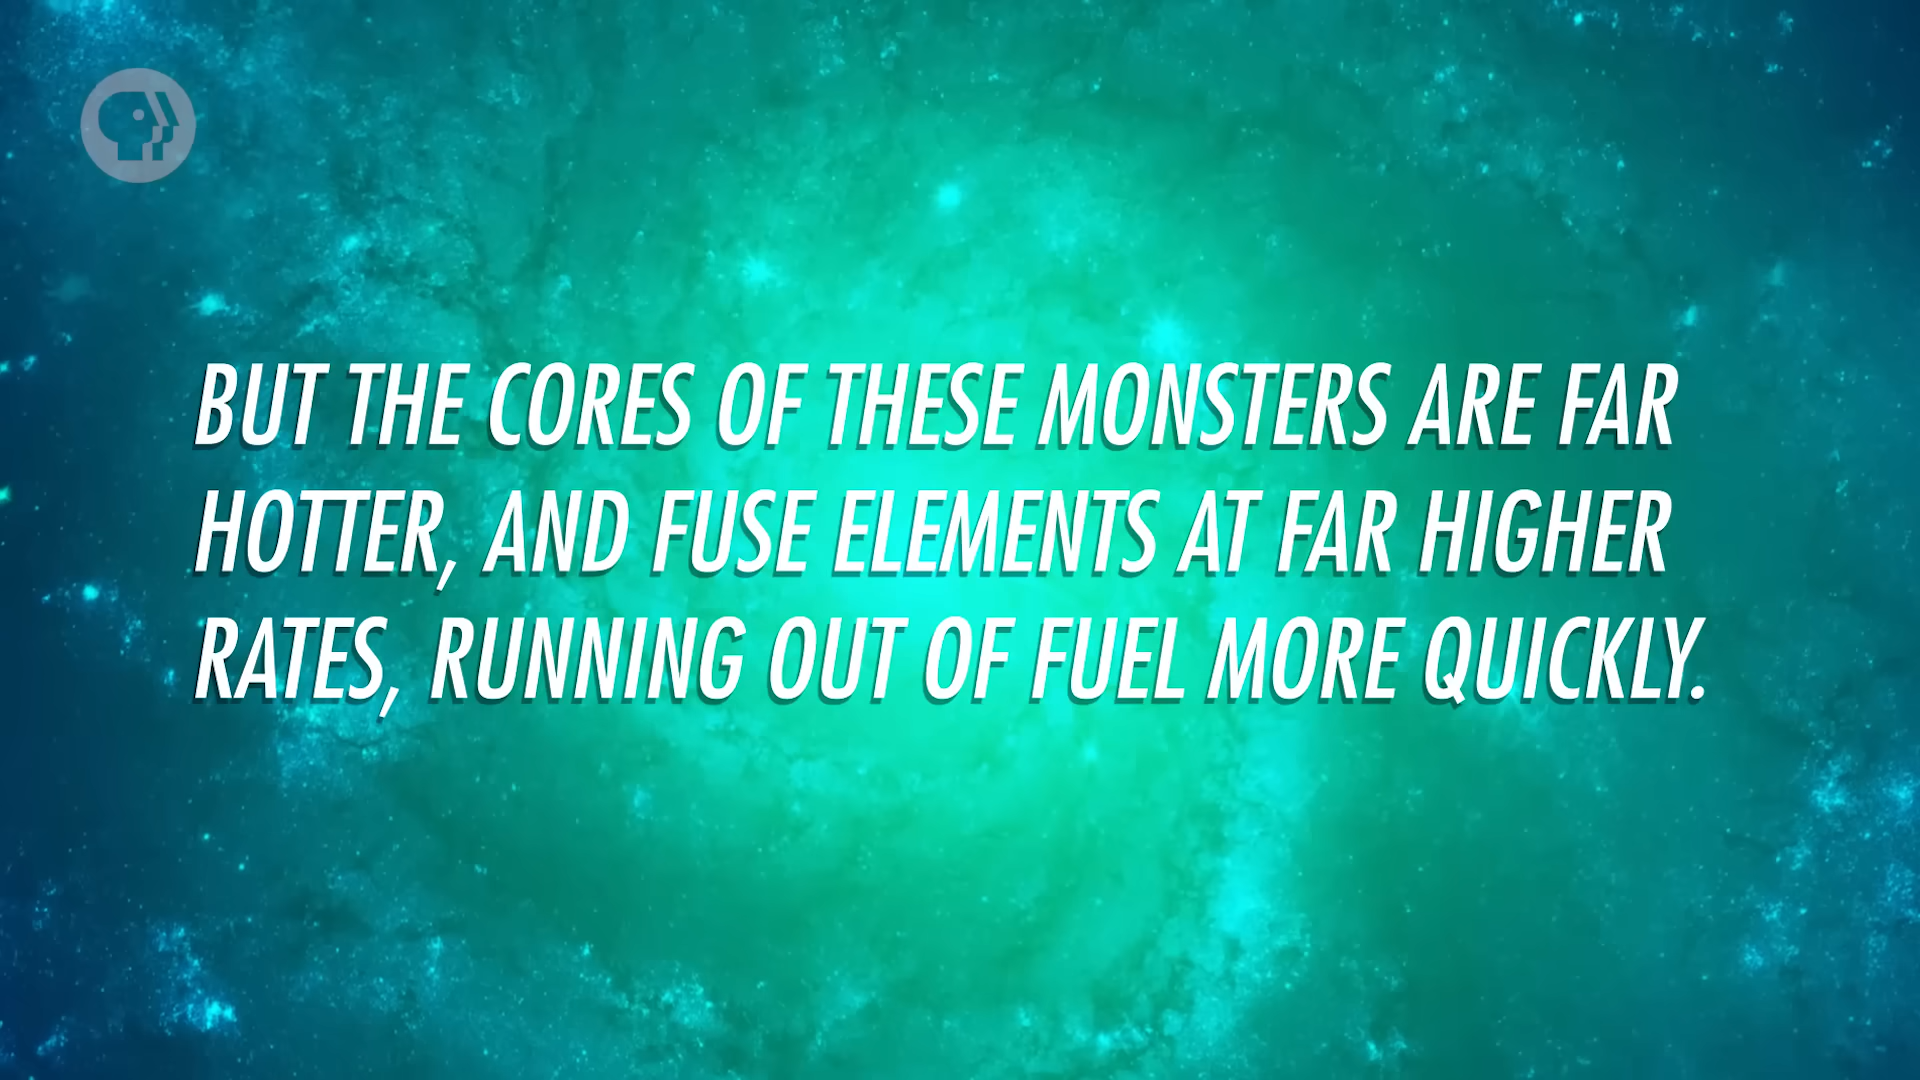 BUT THE CORES OF THESE MONSTERS ARE FAR
HOTTER, AND FUSE ELEMENTS AT FAR HIGHER
RATES, RUNNING OUT OF FUEL MORE QUICKLY.